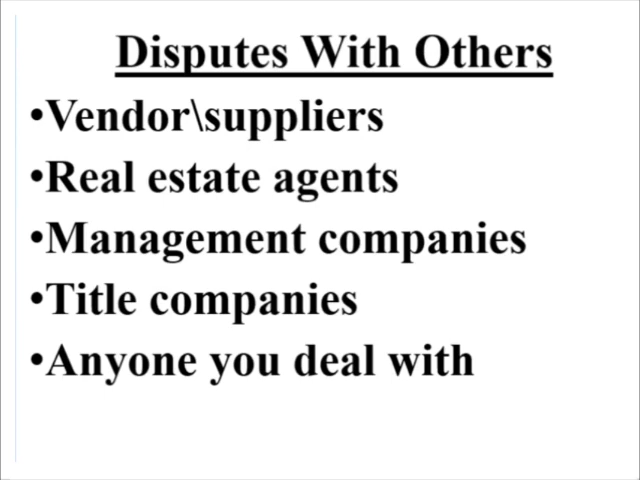 Disputes With Others
•Vendor\suppliers
•Real estate agents
•Management companies
•Title companies
•Anyone you deal with